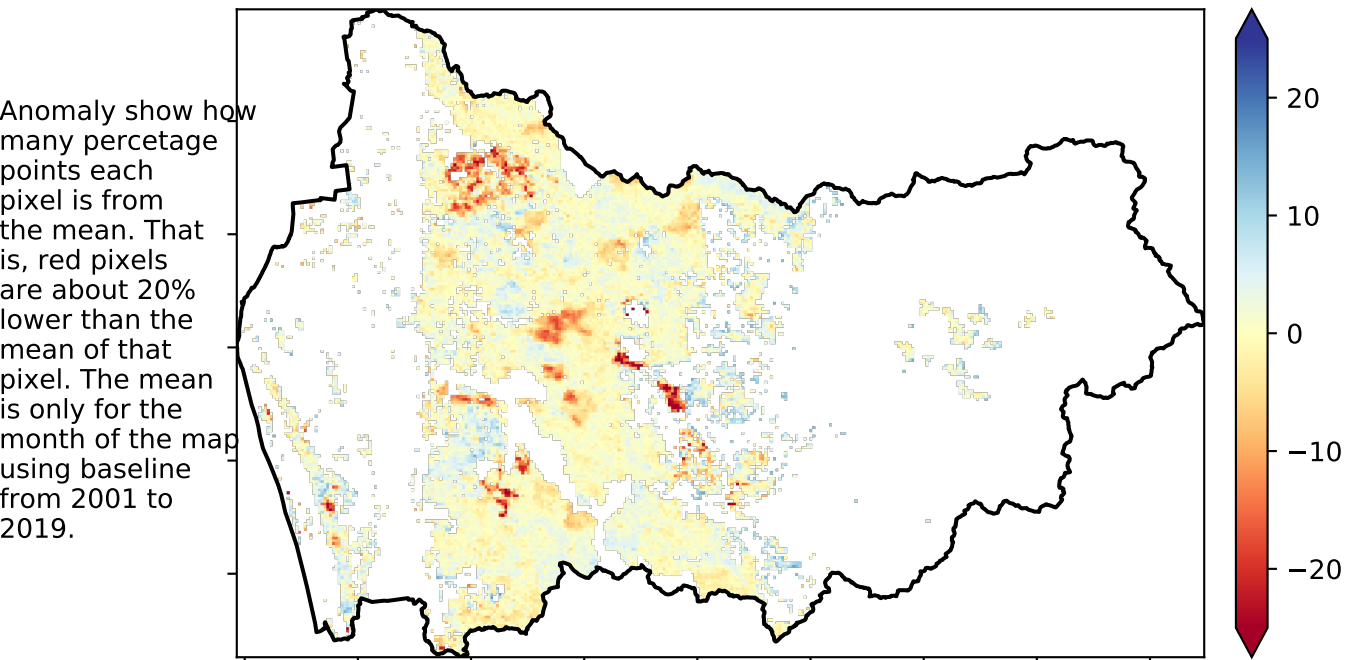 Anomaly show how
many percetage
points each
pixel is from
the mean. That
is, red pixels
are about 20%
lower than the
mean of that
pixel. The mean
is only for the
month of the map
using baseline
from 2001 to
2019.
20
10
0
−10
−20